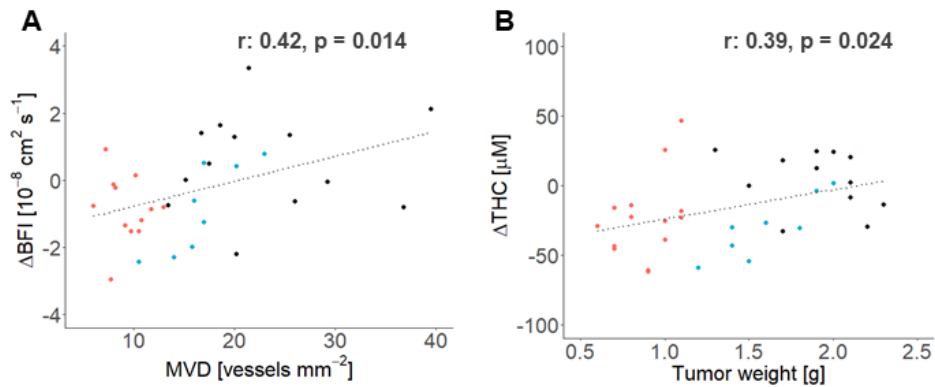 A
r: 0.42, p = 0.014
4
2
0
-2
-4
ΔBFI [10⁻⁸ cm² s⁻¹]
10
20
30
40
MVD [vessels mm⁻²]
B
r: 0.39, p = 0.024
100
50
0
-50
-100
ΔTHC [µM]
0.5
1.0
1.5
2.0
2.5
Tumor weight [g]